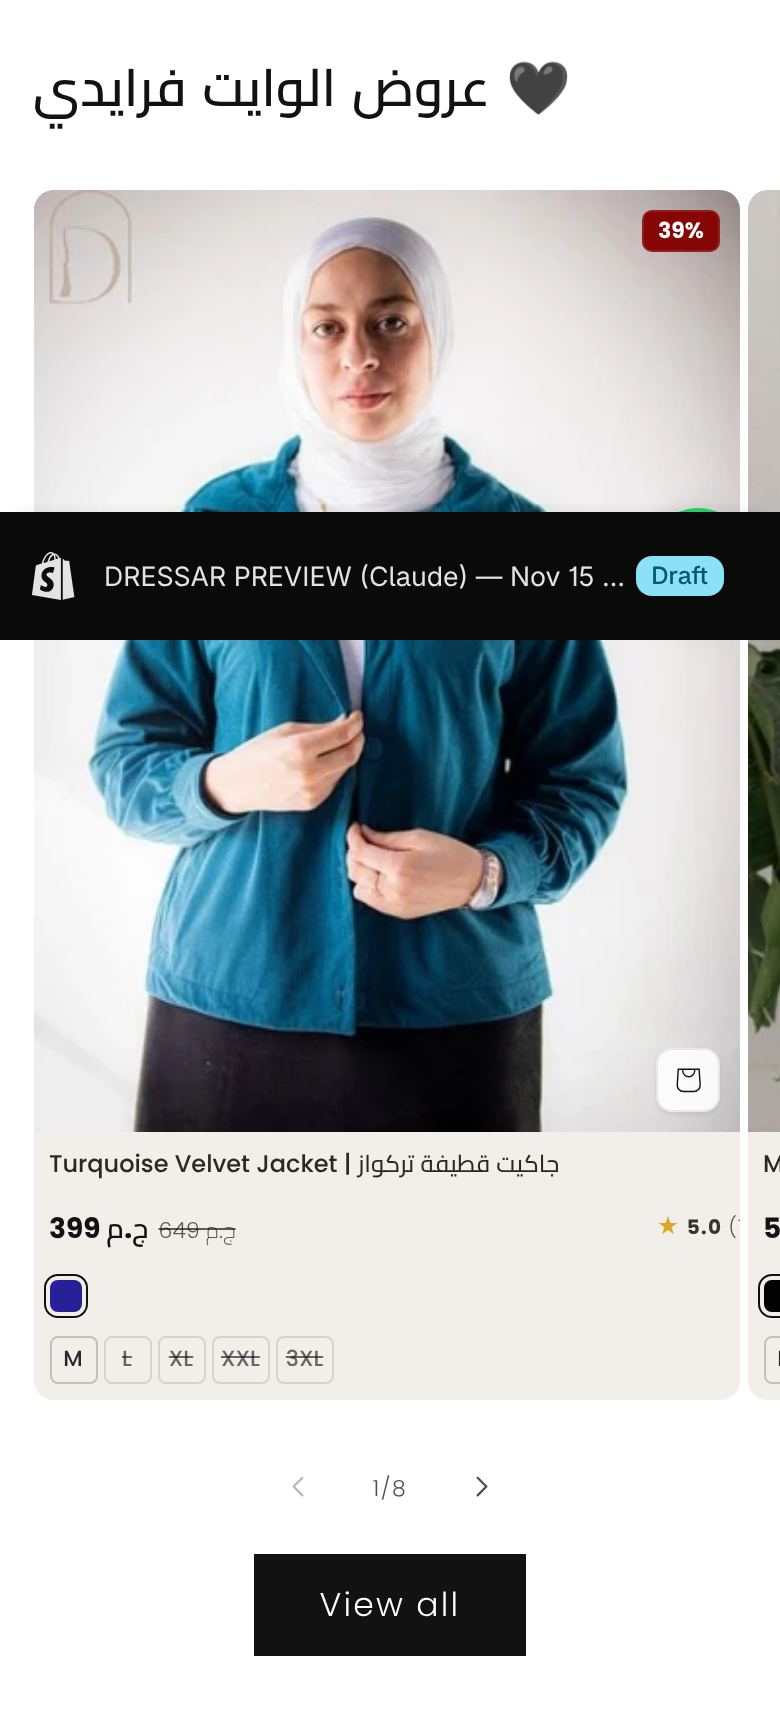 عروض الوايت فرايدي 🖤
39%
DRESSAR PREVIEW (Claude) — Nov 15 ...
Draft
Turquoise Velvet Jacket | جاكيت قطيفة تركواز
399 ج.م 649 ج.م
★ 5.0
M L XL XXL 3XL
1/8
View all